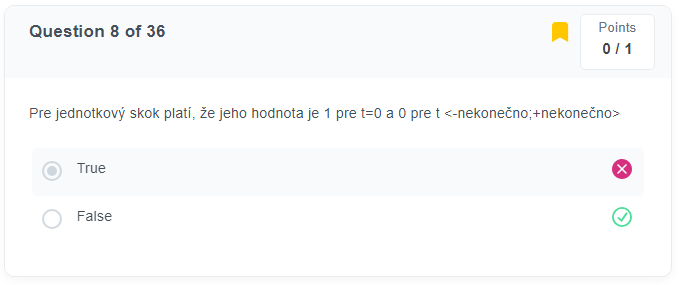 Question 8 of 36
Points
0 / 1
Pre jednotkový skok platí, že jeho hodnota je 1 pre t=0 a 0 pre t <-nekonečno;+nekonečno>
True
False